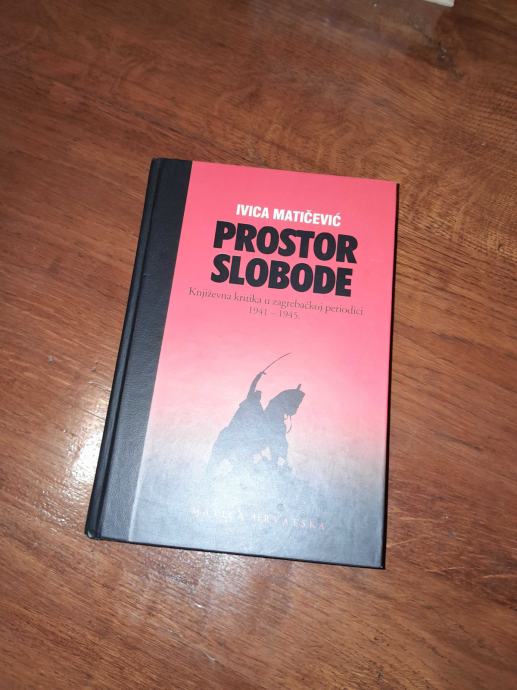 IVICA MATIČEVIĆ
PROSTOR
SLOBODE
Književna kritika u zagrebačkoj periodici
1941 – 1945.
MATICA HRVATSKA